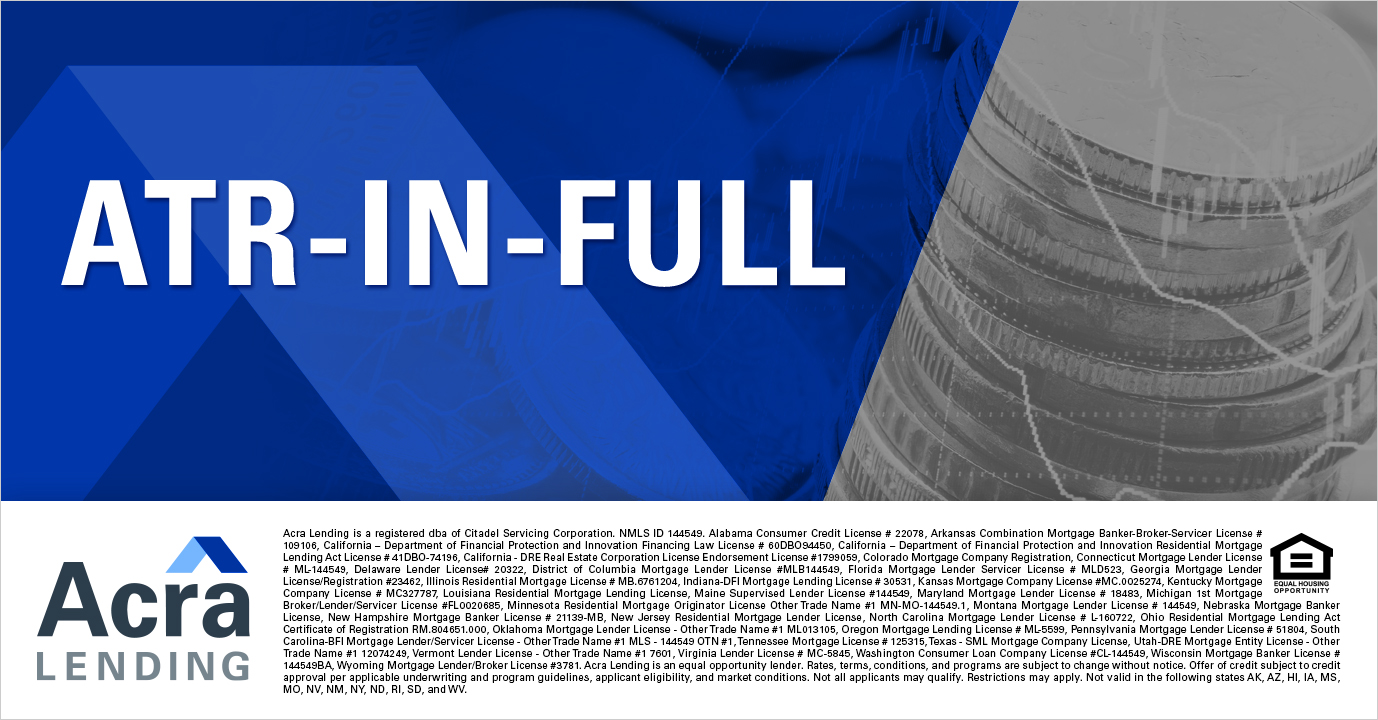 ATR-IN-FULL
Acra
LENDING
Acra Lending is a registered dba of Citadel Servicing Corporation. NMLS ID 144549. Alabama Consumer Credit License # 22078, Arkansas Combination Mortgage Banker-Broker-Servicer License #
109106, California – Department of Financial Protection and Innovation Financing Law License # 60DBO94450, California – Department of Financial Protection and Innovation Residential Mortgage
Lending Act License # 41DBO-74196, California - DRE Real Estate Corporation License Endorsement License #1799059, Colorado Mortgage Company Registration, Connecticut Mortgage Lender License
# ML-144549, Delaware Lender License# 20322, District of Columbia Mortgage Lender License #MLB144549, Florida Mortgage Lender Servicer License # MLD523, Georgia Mortgage Lender
License/Registration #23462, Illinois Residential Mortgage License # MB.6761204, Indiana-DFI Mortgage Lending License # 30531, Kansas Mortgage Company License #MC.0025274, Kentucky Mortgage
Company License # MC327787, Louisiana Residential Mortgage Lending License, Maine Supervised Lender License #144549, Maryland Mortgage Lender License # 18483, Michigan 1st Mortgage
Broker/Lender/Servicer License #FL0020685, Minnesota Residential Mortgage Originator License Other Trade Name #1 MN-MO-144549.1, Montana Mortgage Lender License # 144549, Nebraska Mortgage Banker
License, New Hampshire Mortgage Banker License # 21139-MB, New Jersey Residential Mortgage Lender License, North Carolina Mortgage Lender License # L-160722, Ohio Residential Mortgage Lending Act
Certificate of Registration RM.804651.000, Oklahoma Mortgage Lender License - Other Trade Name #1 ML013105, Oregon Mortgage Lending License # ML-5599, Pennsylvania Mortgage Lender License # 51804, South
Carolina-BFI Mortgage Lender/Servicer License - Other Trade Name #1 MLS - 144549 OTN #1, Tennessee Mortgage License # 125315, Texas - SML Mortgage Company License, Utah-DRE Mortgage Entity License - Other
Trade Name #1 12074249, Vermont Lender License - Other Trade Name #1 7601, Virginia Lender License # MC-5845, Washington Consumer Loan Company License #CL-144549, Wisconsin Mortgage Banker License #
144549BA, Wyoming Mortgage Lender/Broker License #3781. Acra Lending is an equal opportunity lender. Rates, terms, conditions, and programs are subject to change without notice. Offer of credit subject to credit
approval per applicable underwriting and program guidelines, applicant eligibility, and market conditions. Not all applicants may qualify. Restrictions may apply. Not valid in the following states AK, AZ, HI, IA, MS,
MO, NV, NM, NY, ND, RI, SD, and WV.
EQUAL HOUSING
OPPORTUNITY